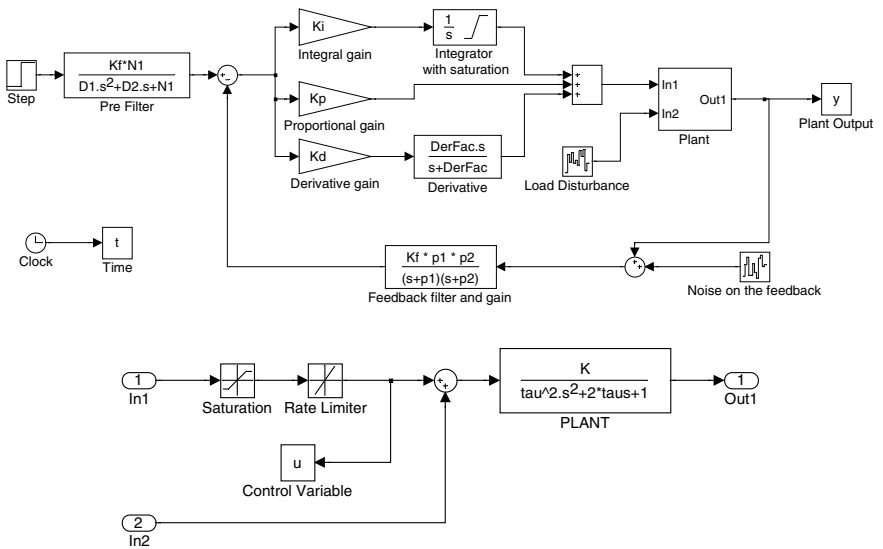 Ki
Integral gain
1
s
Integrator
with saturation
Step
Kf*N1
D1.s²+D2.s+N1
Pre Filter
+
-
Kp
Proportional gain
Kd
Derivative gain
DerFac.s
s+DerFac
Derivative
+
+
+
In1
In2
Out1
Plant
y
Plant Output
Load Disturbance
Clock
t
Time
Kf * p1 * p2
(s+p1)(s+p2)
Feedback filter and gain
+
+
Noise on the feedback
1
In1
Saturation
Rate Limiter
+
+
K
tau^2.s²+2*taus+1
PLANT
1
Out1
u
Control Variable
2
In2